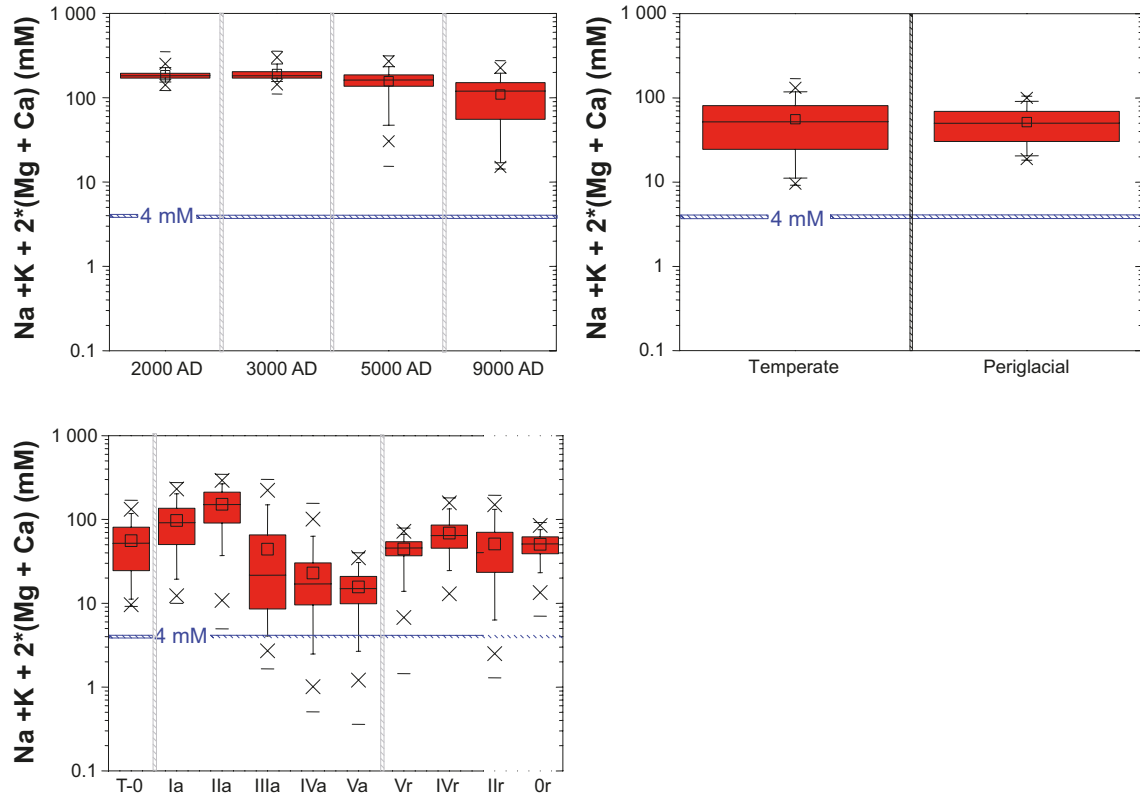 Na +K + 2*(Mg + Ca) (mM)
1 000
100
10
1
0.1
4 mM
2000 AD 3000 AD 5000 AD 9000 AD
Na +K + 2*(Mg + Ca) (mM)
1 000
100
10
1
0.1
4 mM
Temperate Periglacial
Na +K + 2*(Mg + Ca) (mM)
1 000
100
10
1
0.1
4 mM
T-0 Ia IIa IIIa IVa Va Vr IVr IIr 0r